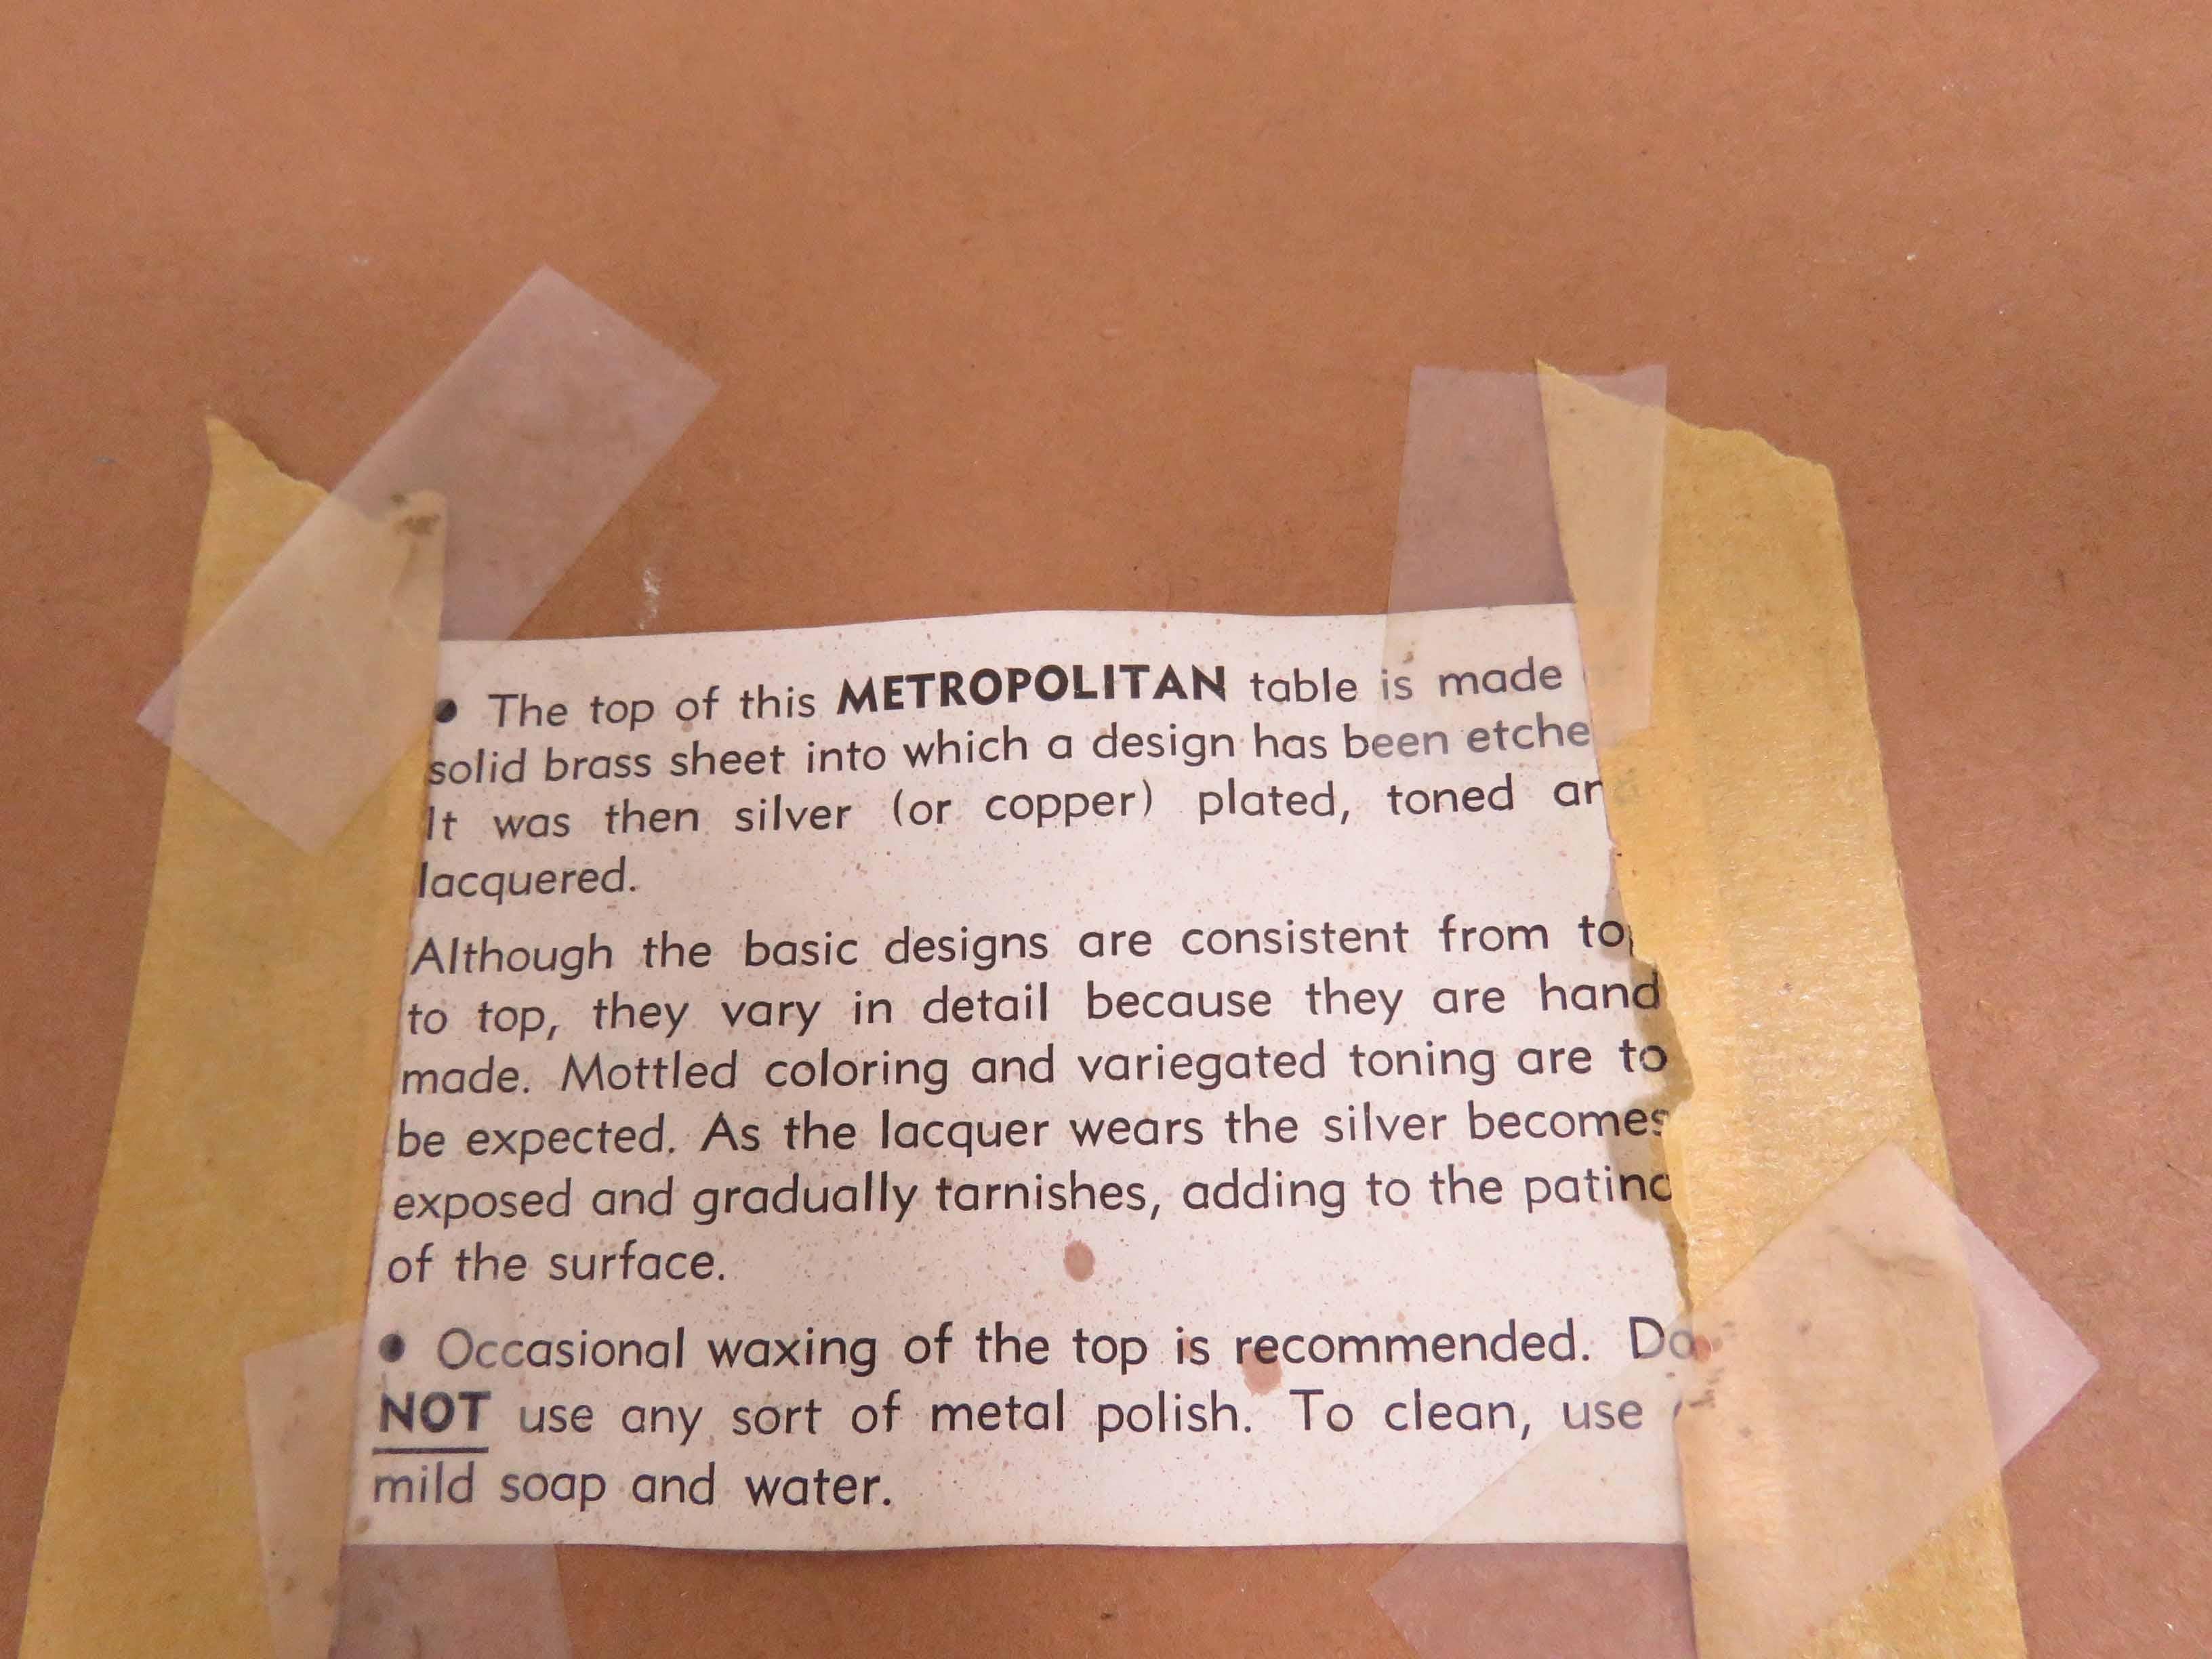 • The top of this METROPOLITAN table is made
solid brass sheet into which a design has been etche
It was then silver (or copper) plated, toned an
lacquered.
Although the basic designs are consistent from top
to top, they vary in detail because they are hand
made. Mottled coloring and variegated toning are to
be expected. As the lacquer wears the silver becomes
exposed and gradually tarnishes, adding to the patina
of the surface.
• Occasional waxing of the top is recommended. Do
NOT use any sort of metal polish. To clean, use
mild soap and water.